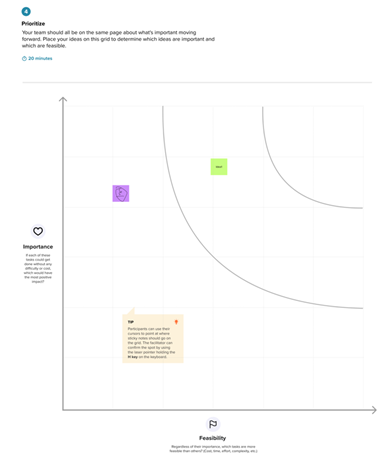 4
Prioritize
Your team should all be on the same page about what's important moving
forward. Place your ideas on this grid to determine which ideas are important and
which are feasible.
20 minutes
Importance
If each of these
tasks could get
done without any
difficulty or cost,
which would have
the most positive
impact?
TIP
Participants can use their
cursors to point at where
sticky notes should go on
the grid. The facilitator can
confirm the spot by using
the laser pointer holding the
H key on the keyboard.
Feasibility
Regardless of their importance, which tasks are more
feasible than others? (Cost, time, effort, complexity, etc.)